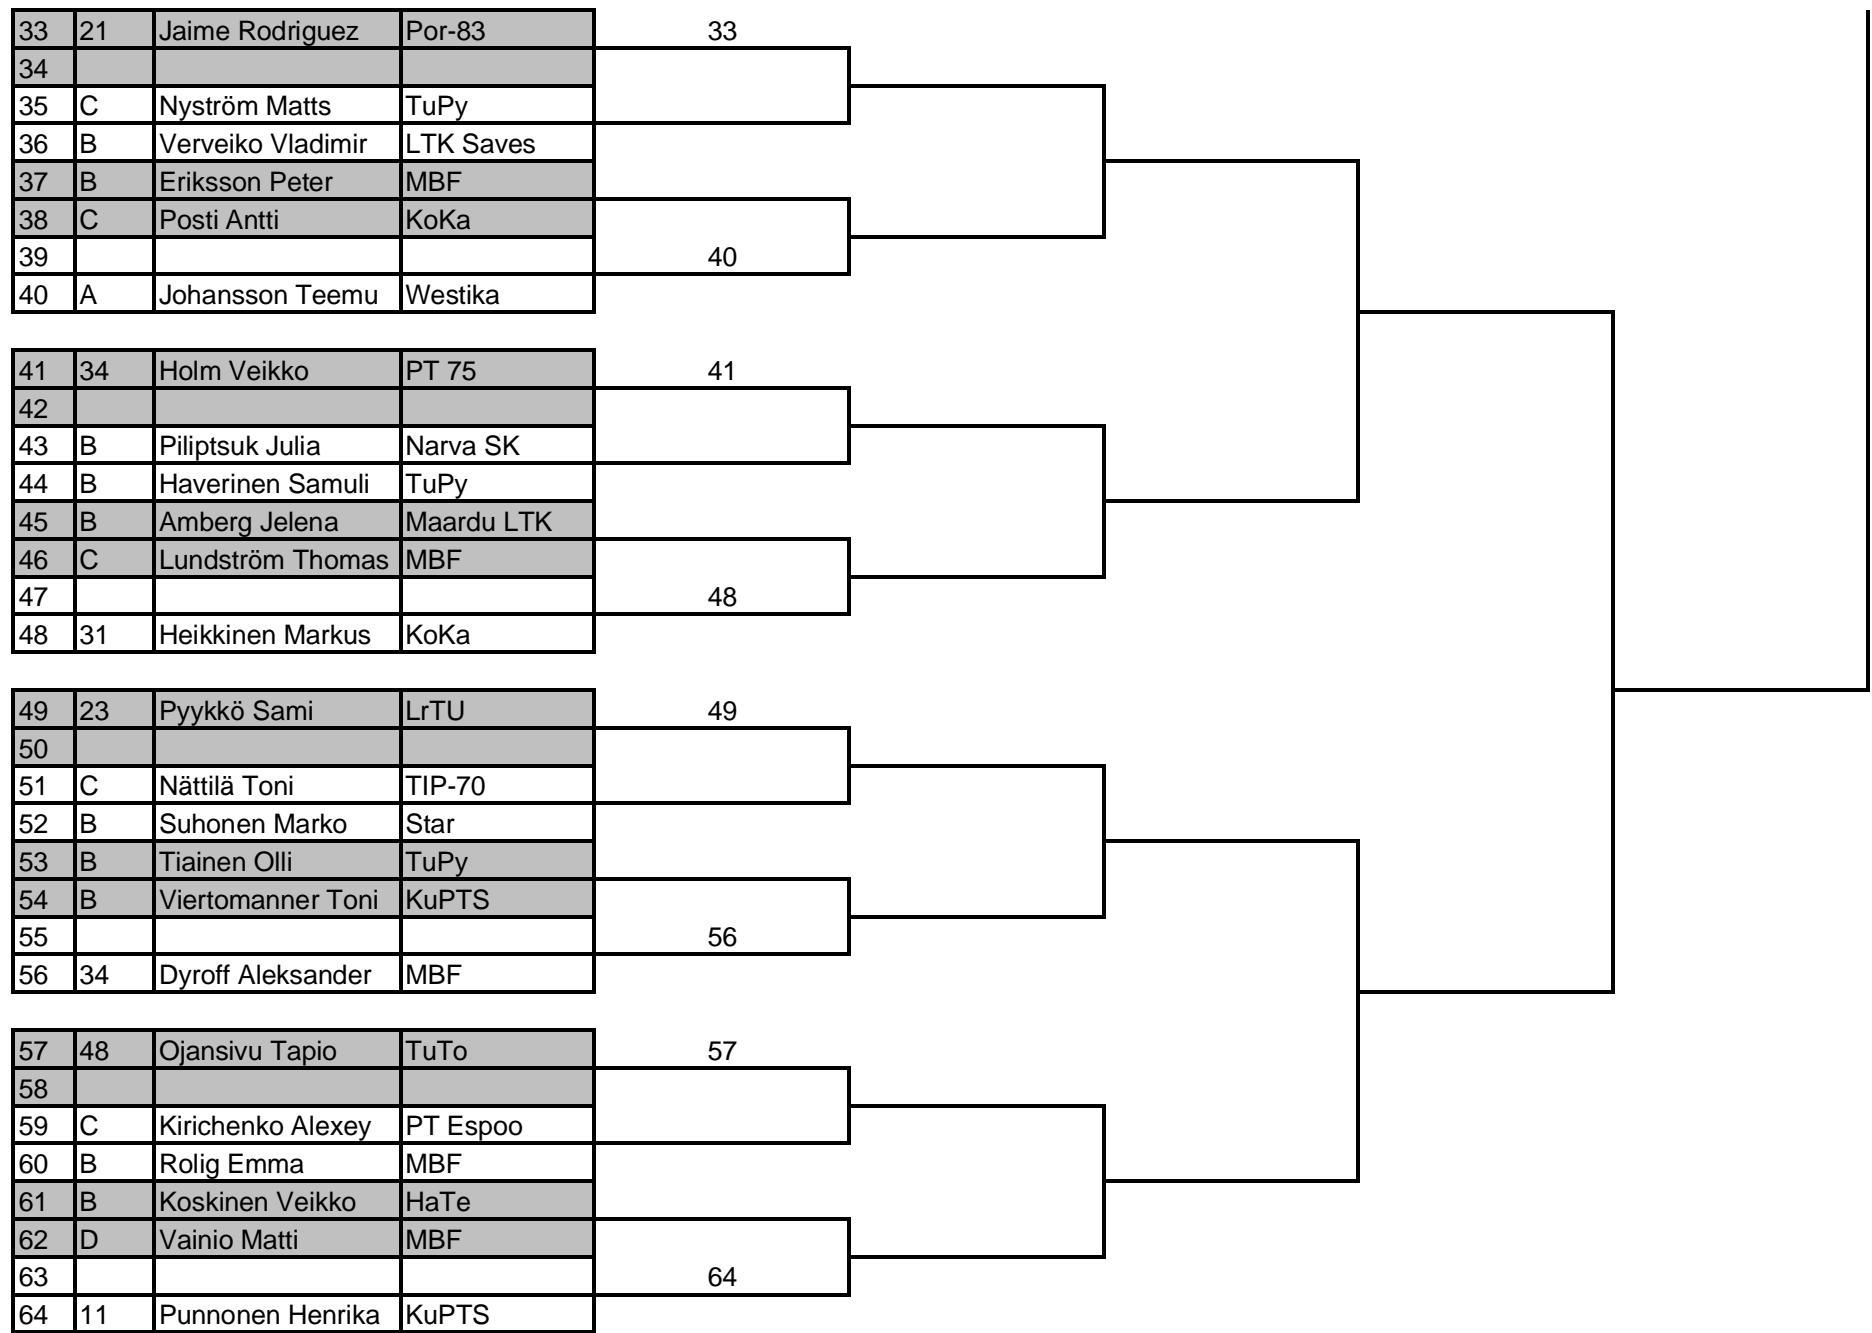 33 21 Jaime Rodriguez Por-83 33
34
35 C Nyström Matts TuPy
36 B Verveiko Vladimir LTK Saves
37 B Eriksson Peter MBF
38 C Posti Antti KoKa
39 40
40 A Johansson Teemu Westika
41 34 Holm Veikko PT 75 41
42
43 B Piliptsuk Julia Narva SK
44 B Haverinen Samuli TuPy
45 B Amberg Jelena Maardu LTK
46 C Lundström Thomas MBF
47 48
48 31 Heikkinen Markus KoKa
49 23 Pyykkö Sami LrTU 49
50
51 C Nättilä Toni TIP-70
52 B Suhonen Marko Star
53 B Tiainen Olli TuPy
54 B Viertomanner Toni KuPTS
55 56
56 34 Dyroff Aleksander MBF
57 48 Ojansivu Tapio TuTo 57
58
59 C Kirichenko Alexey PT Espoo
60 B Rolig Emma MBF
61 B Koskinen Veikko HaTe
62 D Vainio Matti MBF
63 64
64 11 Punnonen Henrika KuPTS